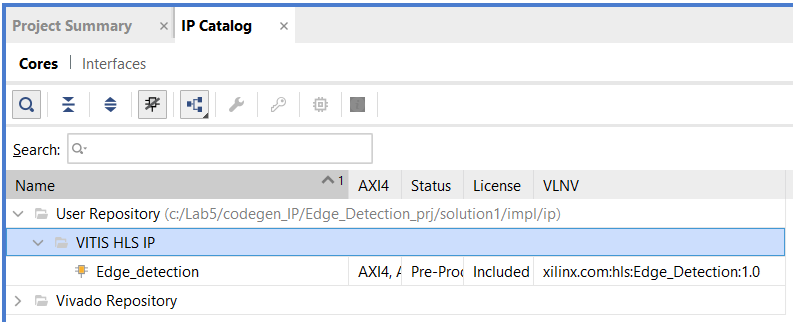 Project Summary × IP Catalog ×
Cores | Interfaces
Search: Q-
Name 1 AXI4 Status License VLNV
User Repository (c:/Lab5/codegen_IP/Edge_Detection_prj/solution1/impl/ip)
VITIS HLS IP
Edge_detection AXI4, A Pre-Proc Included xilinx.com:hls:Edge_Detection:1.0
Vivado Repository